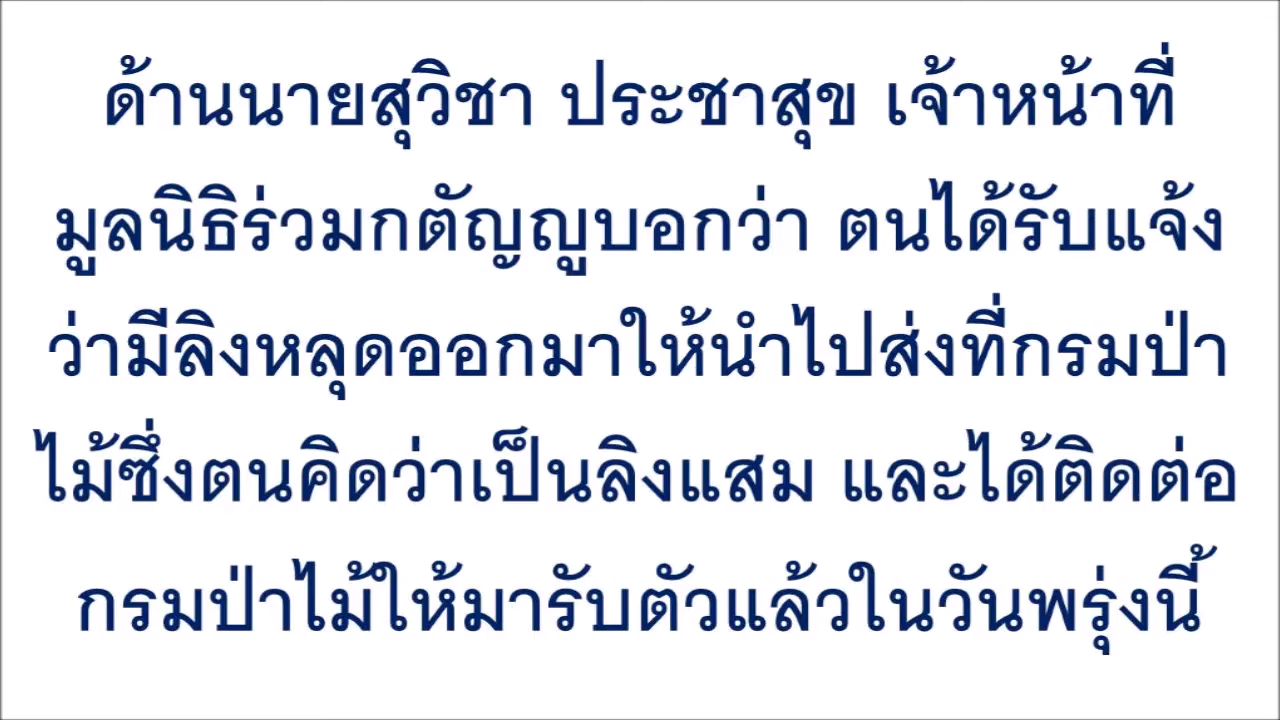 ด้านนายสุวิชา ประชาสุข เจ้าหน้าที่
มูลนิธิร่วมกตัญญูบอกว่า ตนได้รับแจ้ง
ว่ามีลิงหลุดออกมาให้นำไปส่งที่กรมป่า
ไม้ซึ่งตนคิดว่าเป็นลิงแสม และได้ติดต่อ
กรมป่าไม้ให้มารับตัวแล้วในวันพรุ่งนี้